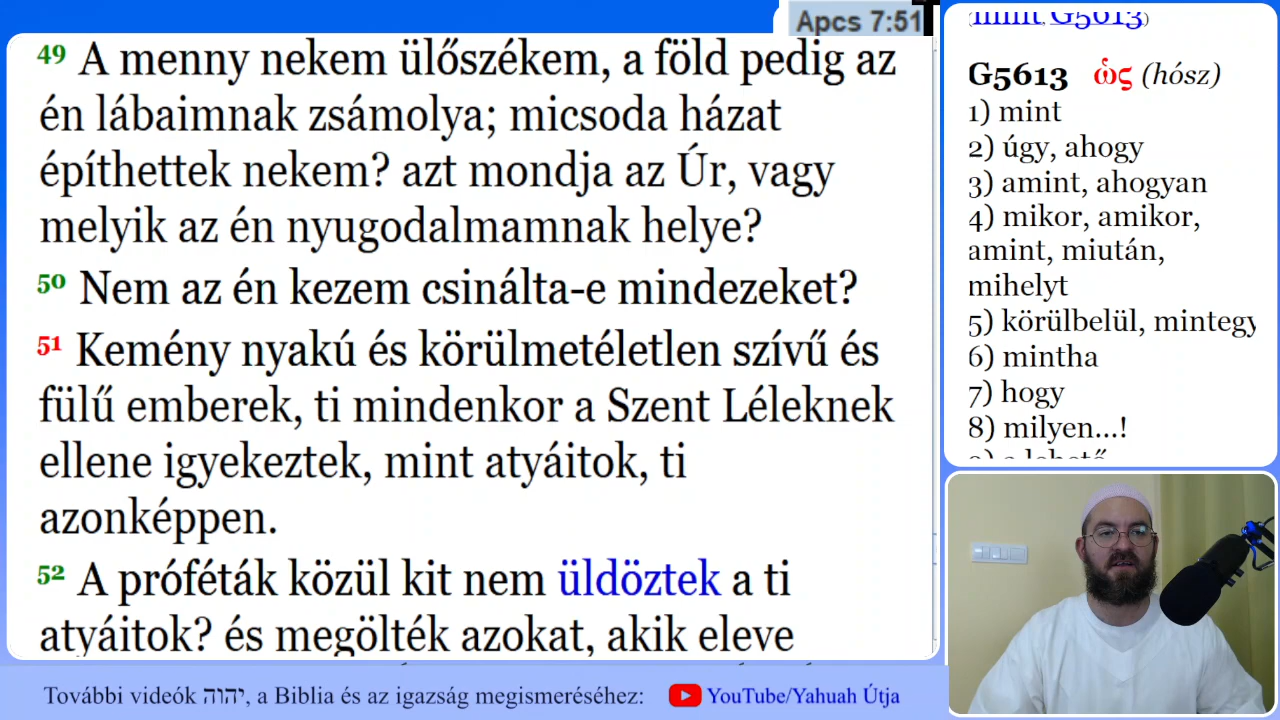 Apcs 7:51
49 A menny nekem ülőszékem, a föld pedig az
én lábaimnak zsámolya; micsoda házat
építhettek nekem? azt mondja az Úr, vagy
melyik az én nyugodalmamnak helye?
50 Nem az én kezem csinálta-e mindezeket?
51 Kemény nyakú és körülmetéletlen szívű és
fülű emberek, ti mindenkor a Szent Léleknek
ellene igyekeztek, mint atyáitok, ti
azonképpen.
52 A próféták közül kit nem üldöztek a ti
atyáitok? és megölték azokat, akik eleve
(mint, G5613)
G5613 ὡς (hósz)
1) mint
2) úgy, ahogy
3) amint, ahogyan
4) mikor, amikor,
amint, miután,
mihelyt
5) körülbelül, mintegy
6) mintha
7) hogy
8) milyen...!
További videók יהוה, a Biblia és az igazság megismeréséhez: YouTube/Yahuah Útja